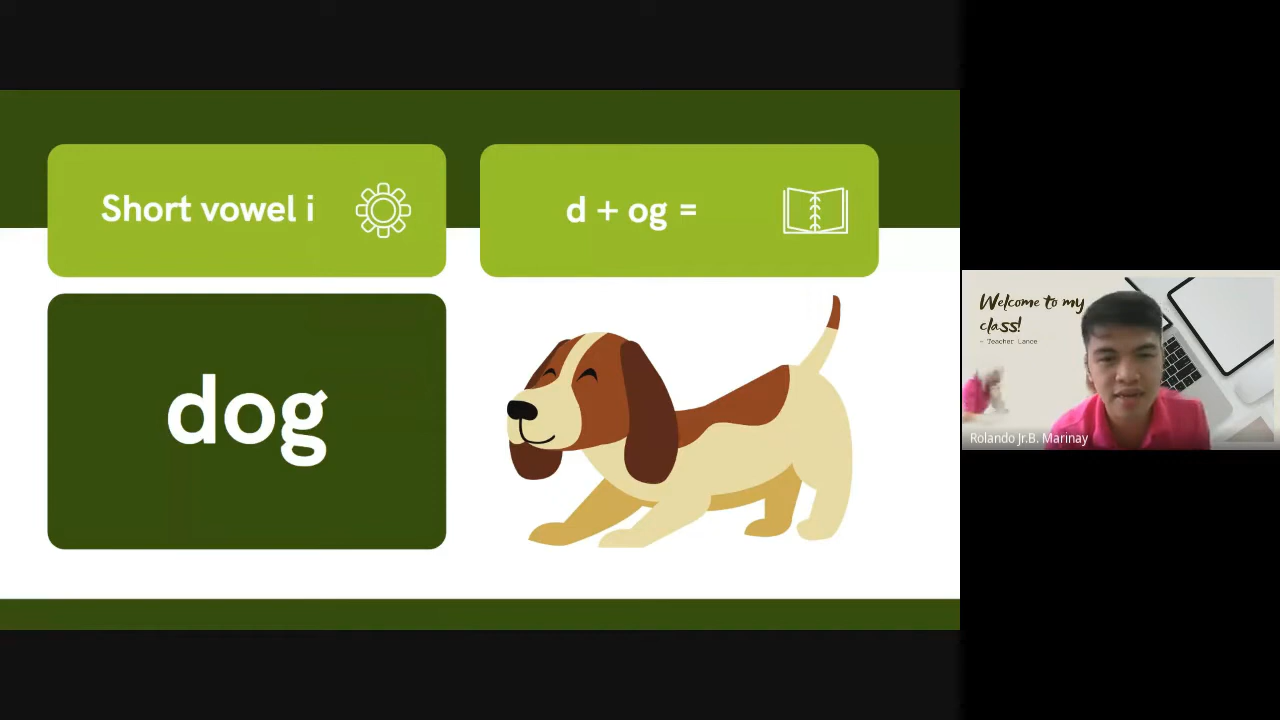 Short vowel i
d + og =
dog
Welcome to my
class!
- Teacher Lance
Rolando Jr.B. Marinay